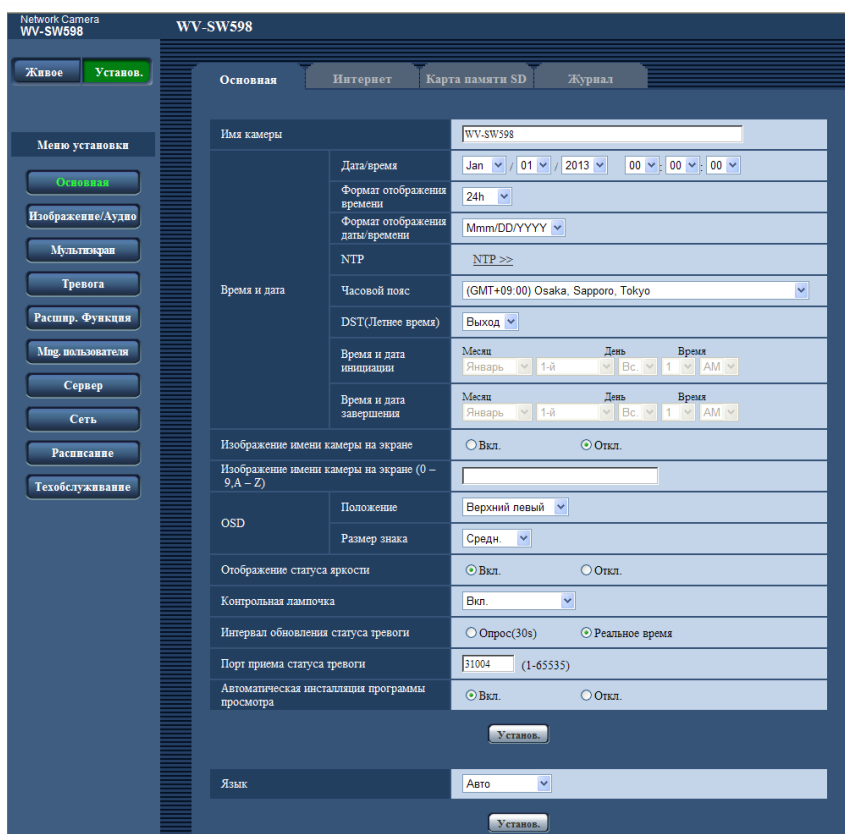 Network Camera
WV-SW598
WV-SW598
Живое
Установ.
Основная
Интернет
Карта памяти SD
Журнал
Меню установки
Основная
Изображение/Аудио
Мультиэкран
Тревога
Расшир. Функция
Mng. пользователя
Сервер
Сеть
Расписание
Техобслуживание
Имя камеры
WV-SW598
Время и дата
Дата/время
Jan / 01 / 2013 00 : 00 : 00
Формат отображения
времени
24h
Формат отображения
даты/времени
Mmm/DD/YYYY
NTP
NTP >>
Часовой пояс
(GMT+09:00) Osaka, Sapporo, Tokyo
DST(Летнее время)
Выход
Время и дата
инициации
Месяц День Время
Январь 1-й Вс. 1 AM
Время и дата
завершения
Месяц День Время
Январь 1-й Вс. 1 AM
Изображение имени камеры на экране
Вкл. Откл.
Изображение имени камеры на экране (0 –
9,A – Z)
OSD
Положение
Верхний левый
Размер знака
Средн.
Отображение статуса яркости
Вкл. Откл.
Контрольная лампочка
Вкл.
Интервал обновления статуса тревоги
Опрос(30s) Реальное время
Порт приема статуса тревоги
31004 (1-65535)
Автоматическая инсталляция программы
просмотра
Вкл. Откл.
Установ.
Язык
Авто
Установ.